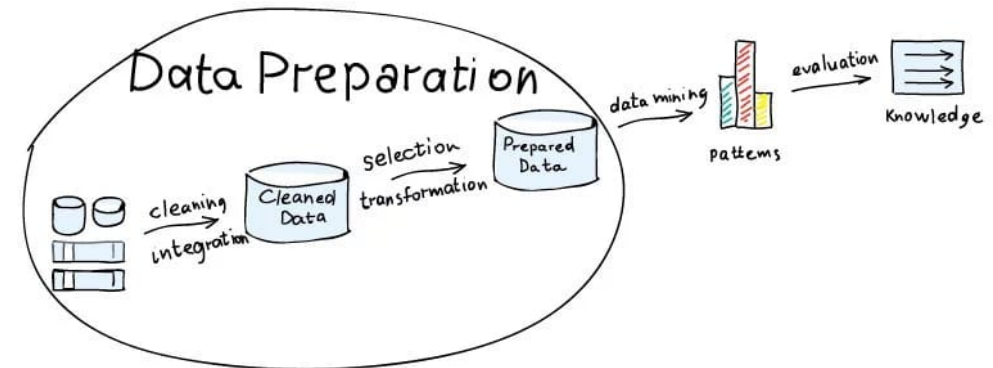 Data Preparation
cleaning
integration
Cleaned
Data
selection
transformation
Prepared
Data
data mining
patterns
evaluation
Knowledge